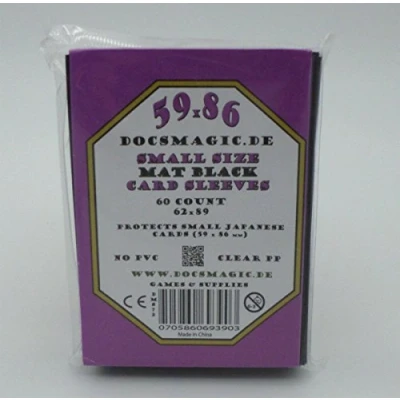 59x86
DOCSMAGIC.DE
SMALL SIZE
MAT BLACK
CARD SLEEVES
60 COUNT
62x89
PROTECTS SMALL JAPANESE
CARDS (59 x 86 MM)
NO PVC CLEAR PP
WWW.DOCSMAGIC.DE
GAMES & SUPPLIES
CE
0705860693903
Made In China